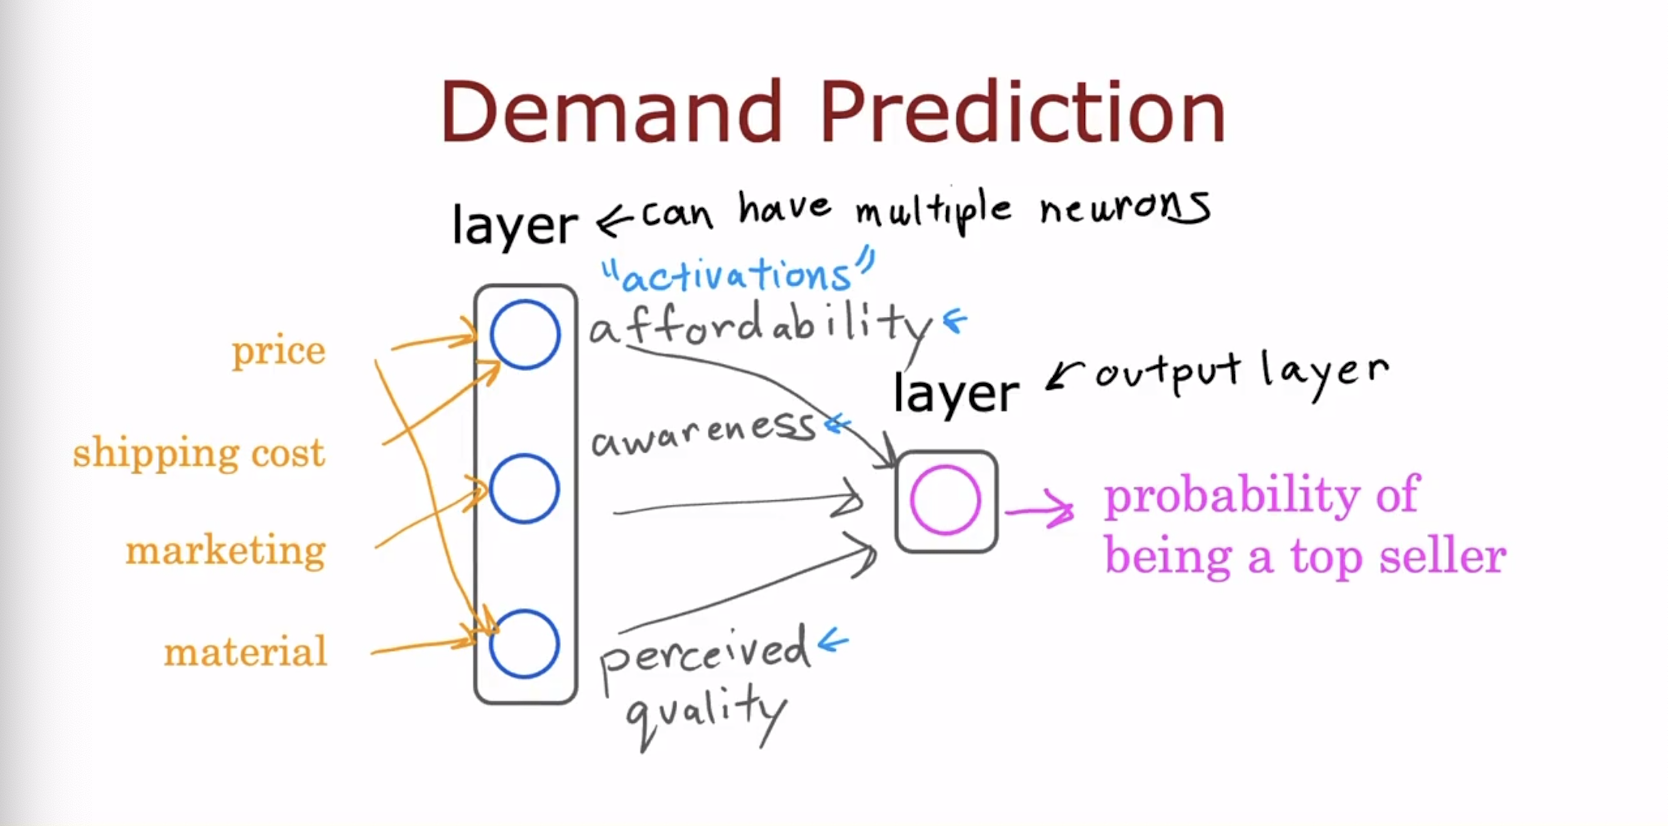 Demand Prediction
layer ← can have multiple neurons
"activations"
affordability ←
price
layer ← output layer
shipping cost
awareness ←
probability of
being a top seller
marketing
material
perceived ←
quality